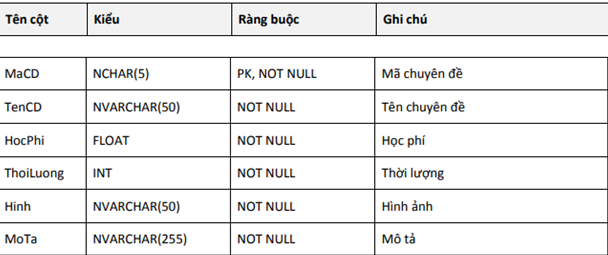 Tên cột Kiểu Ràng buộc Ghi chú
MaCD NCHAR(5) PK, NOT NULL Mã chuyên đề
TenCD NVARCHAR(50) NOT NULL Tên chuyên đề
HocPhi FLOAT NOT NULL Học phí
ThoiLuong INT NOT NULL Thời lượng
Hinh NVARCHAR(50) NOT NULL Hình ảnh
MoTa NVARCHAR(255) NOT NULL Mô tả